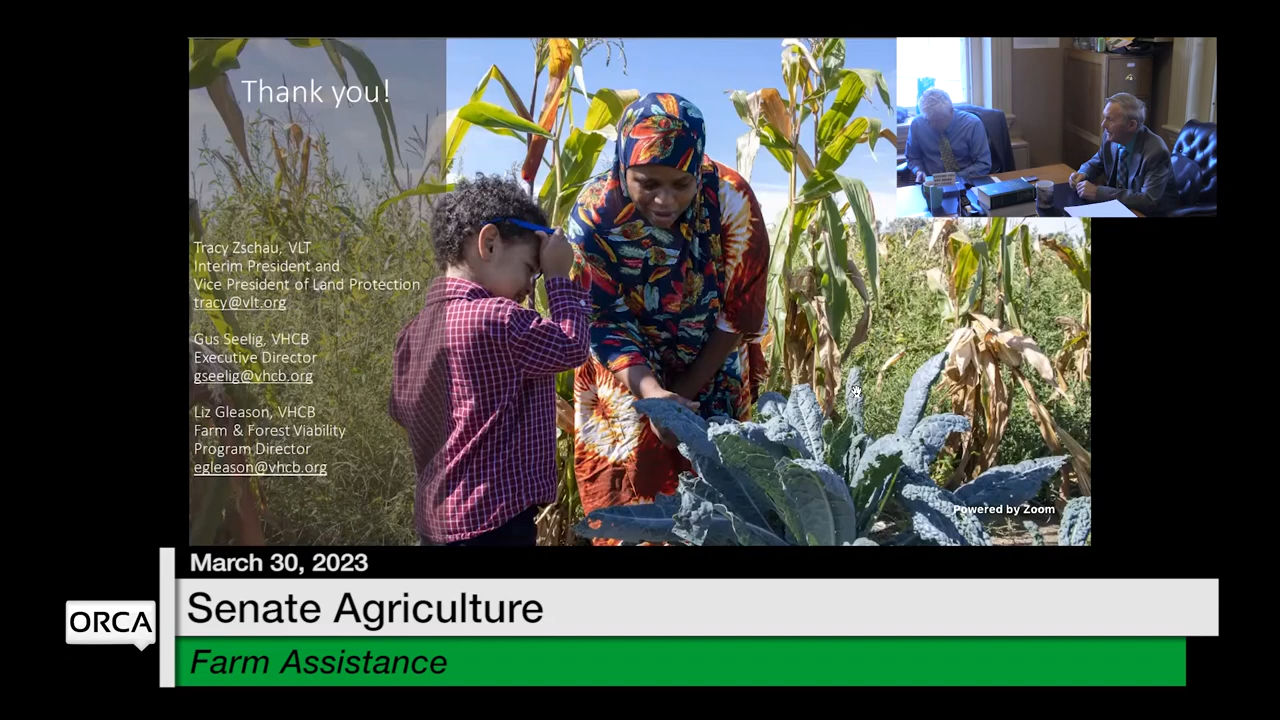 Thank you!
Tracy Zschau, VLT
Interim President and
Vice President of Land Protection
tracy@vlt.org
Gus Seelig, VHCB
Executive Director
gseelig@vhcb.org
Liz Gleason, VHCB
Farm & Forest Viability
Program Director
egleason@vhcb.org
Powered by Zoom
March 30, 2023
Senate Agriculture
ORCA
Farm Assistance